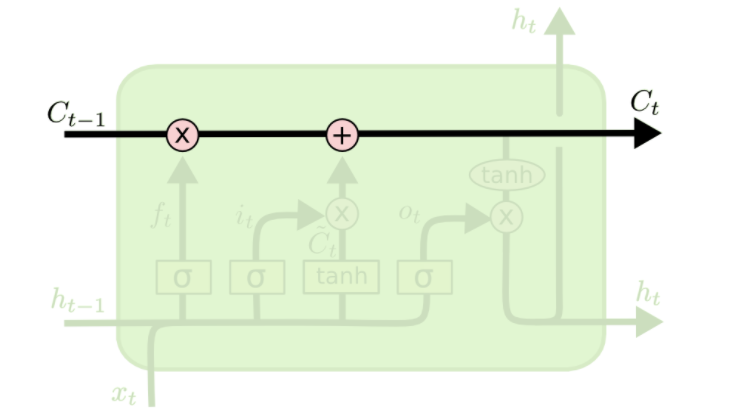 h_t
C_{t-1} x + C_t
tanh
f_t i_t x o_t x
C̃_t
σ σ tanh σ
h_{t-1} h_t
x_t